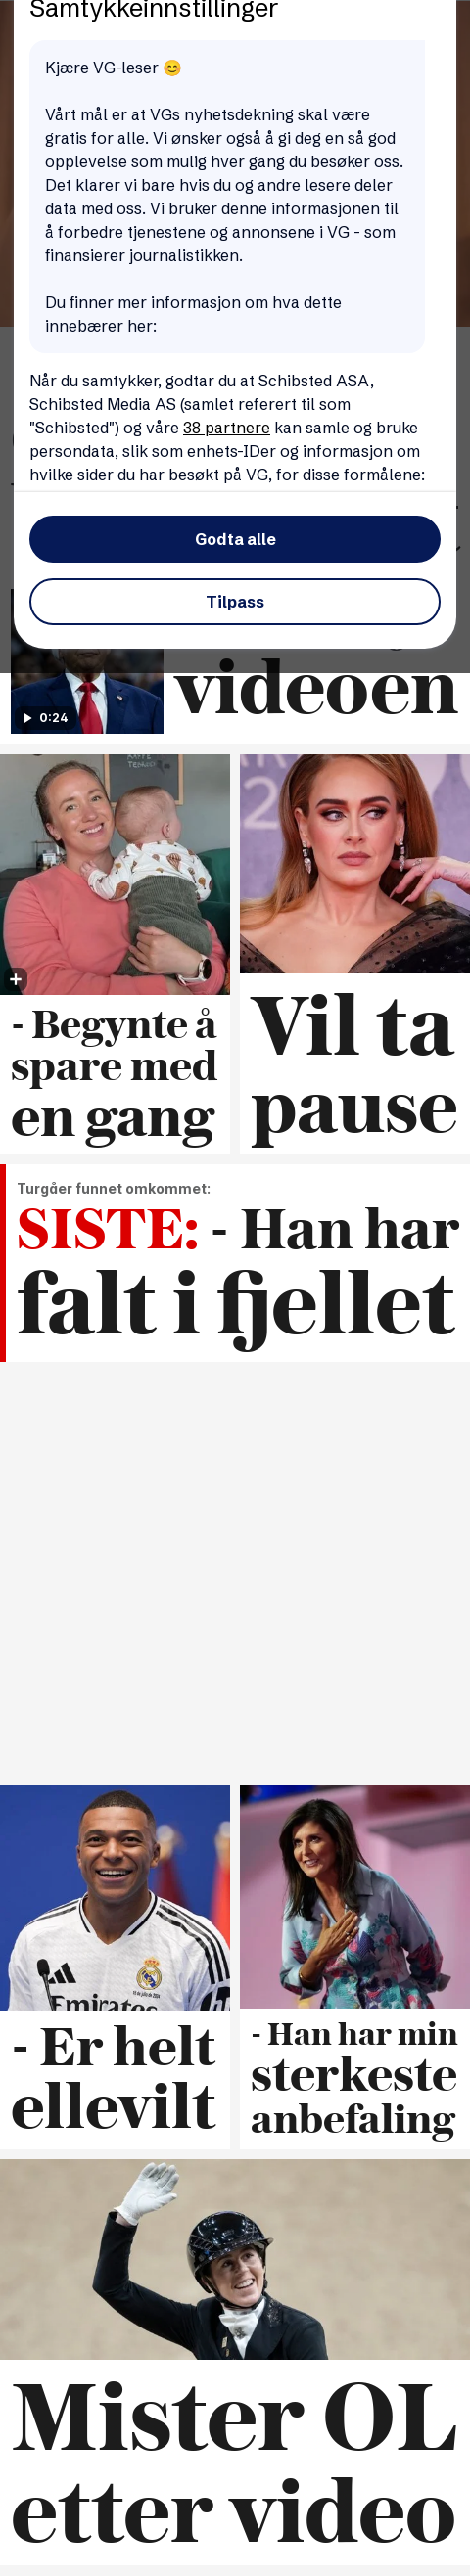 Samtykkeinnstillinger
Kjære VG-leser 😊
Vårt mål er at VGs nyhetsdekning skal være
gratis for alle. Vi ønsker også å gi deg en så god
opplevelse som mulig hver gang du besøker oss.
Det klarer vi bare hvis du og andre lesere deler
data med oss. Vi bruker denne informasjonen til
å forbedre tjenestene og annonsene i VG - som
finansierer journalistikken.
Du finner mer informasjon om hva dette
innebærer her:
Når du samtykker, godtar du at Schibsted ASA,
Schibsted Media AS (samlet referert til som
"Schibsted") og våre 38 partnere kan samle og bruke
persondata, slik som enhets-IDer og informasjon om
hvilke sider du har besøkt på VG, for disse formålene:
Godta alle
Tilpass
videoen
0:24
- Begynte å
spare med
en gang
Vil ta
pause
Turgåer funnet omkommet:
SISTE: - Han har
falt i fjellet
Emirates
- Er helt
ellevilt
- Han har min
sterkeste
anbefaling
Mister OL
etter video